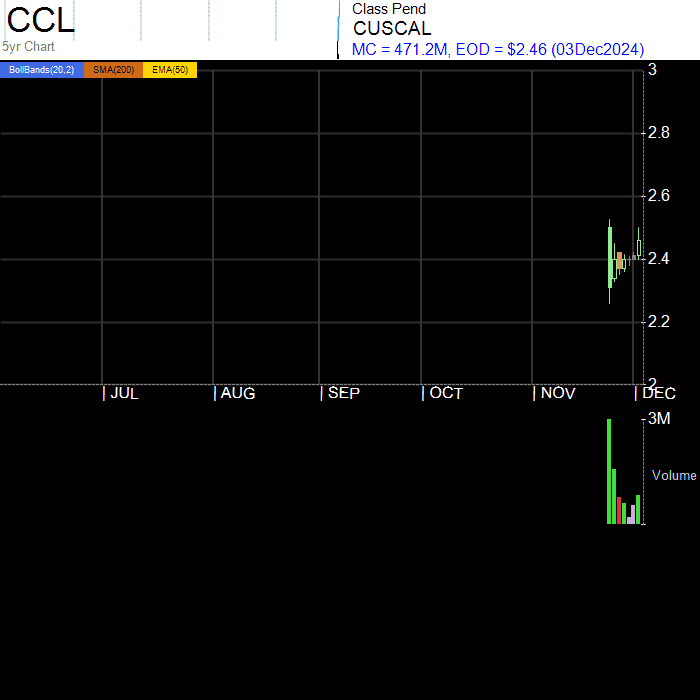 CCL
5yr Chart
Class Pend
CUSCAL
MC = 471.2M, EOD = $2.46 (03Dec2024)
BollBands(20,2) SMA(200) EMA(50)
3
2.8
2.6
2.4
2.2
2
| JUL | AUG | SEP | OCT | NOV | DEC
3M
Volume